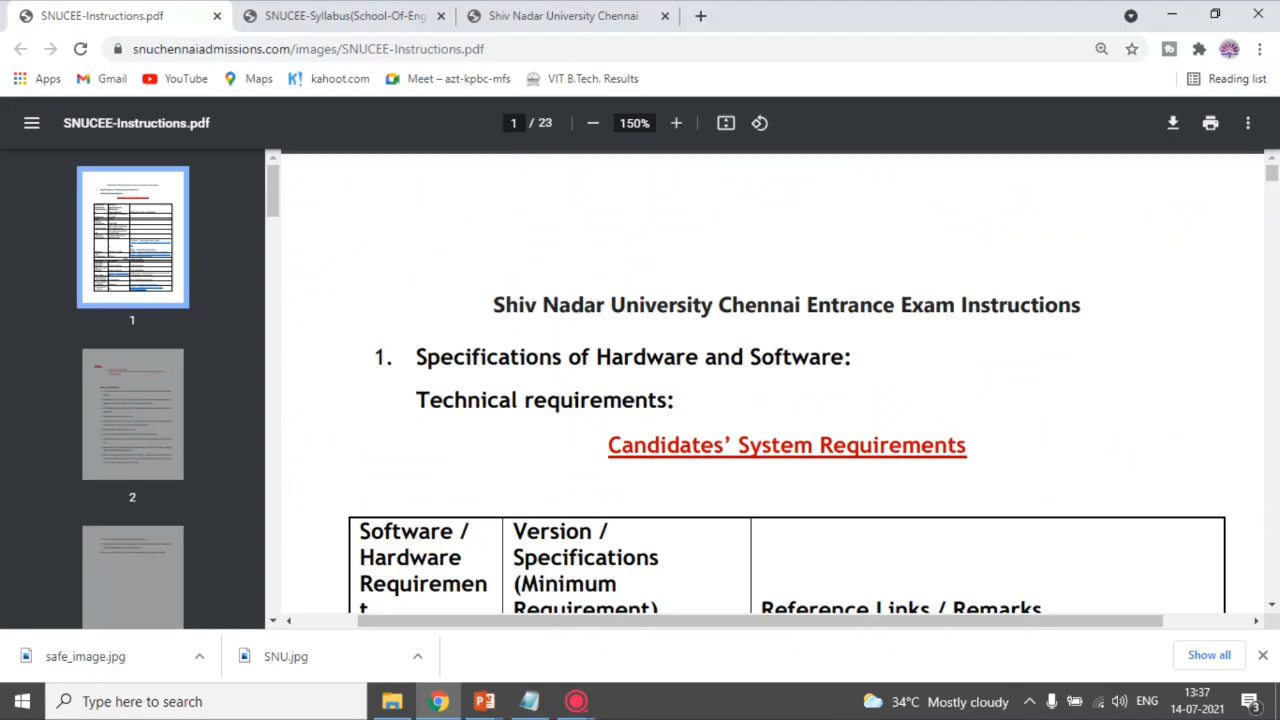 SNUCEE-Instructions.pdf
SNUCEE-Syllabus(School-Of-Eng
Shiv Nadar University Chennai
snuchennaiadmissions.com/images/SNUCEE-Instructions.pdf
Apps
Gmail
YouTube
Maps
K! kahoot.com
Meet – azt-kpbc-mfs
VIT B.Tech. Results
Reading list
SNUCEE-Instructions.pdf
1 / 23
150%
1
2
Shiv Nadar University Chennai Entrance Exam Instructions
1. Specifications of Hardware and Software:
Technical requirements:
Candidates’ System Requirements
Software /
Hardware
Requiremen
t
Version /
Specifications
(Minimum
Requirement)
Reference Links / Remarks
safe_image.jpg
SNU.jpg
Show all
Type here to search
34°C Mostly cloudy
ENG
13:37
14-07-2021
3